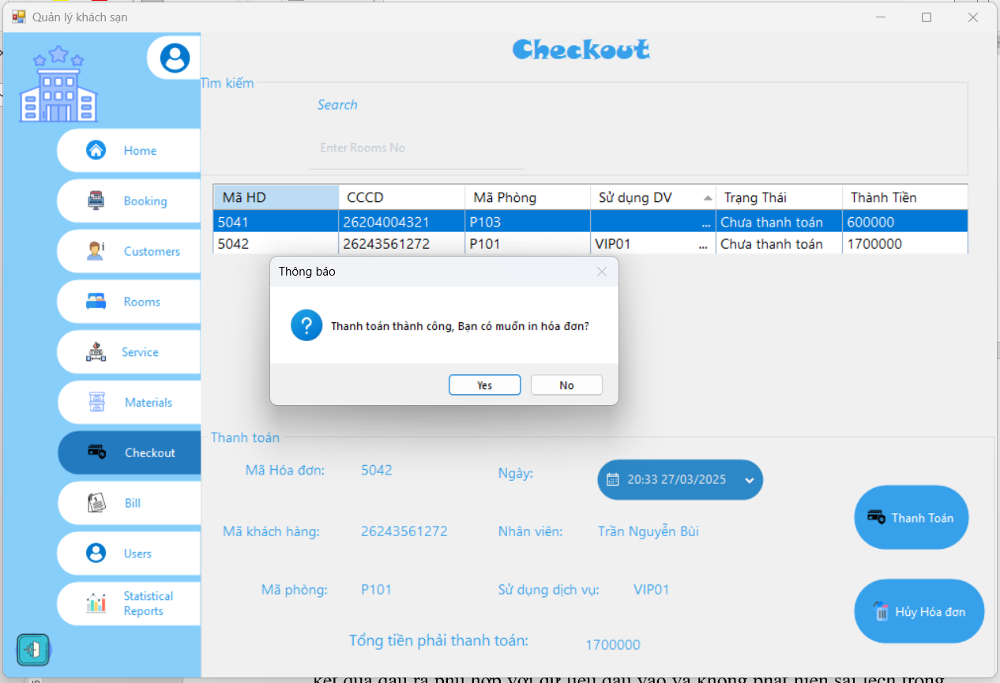 Quản lý khách sạn
Checkout
Tìm kiếm
Search
Enter Rooms No
Home
Booking
Customers
Rooms
Service
Materials
Checkout
Bill
Users
Statistical
Reports
Mã HD CCCD Mã Phòng Sử dụng DV Trạng Thái Thành Tiền
5041 26204004321 P103 ... Chưa thanh toán 600000
5042 26243561272 P101 VIP01 ... Chưa thanh toán 1700000
Thông báo
Thanh toán thành công, Bạn có muốn in hóa đơn?
Yes No
Thanh toán
Mã Hóa đơn: 5042 Ngày: 20:33 27/03/2025
Mã khách hàng: 26243561272 Nhân viên: Trần Nguyễn Bùi
Mã phòng: P101 Sử dụng dịch vụ: VIP01
Tổng tiền phải thanh toán: 1700000
Thanh Toán
Hủy Hóa đơn
kết quả đầu ra phù hợp với dữ liệu đầu vào và không phát hiện sai lệch trong